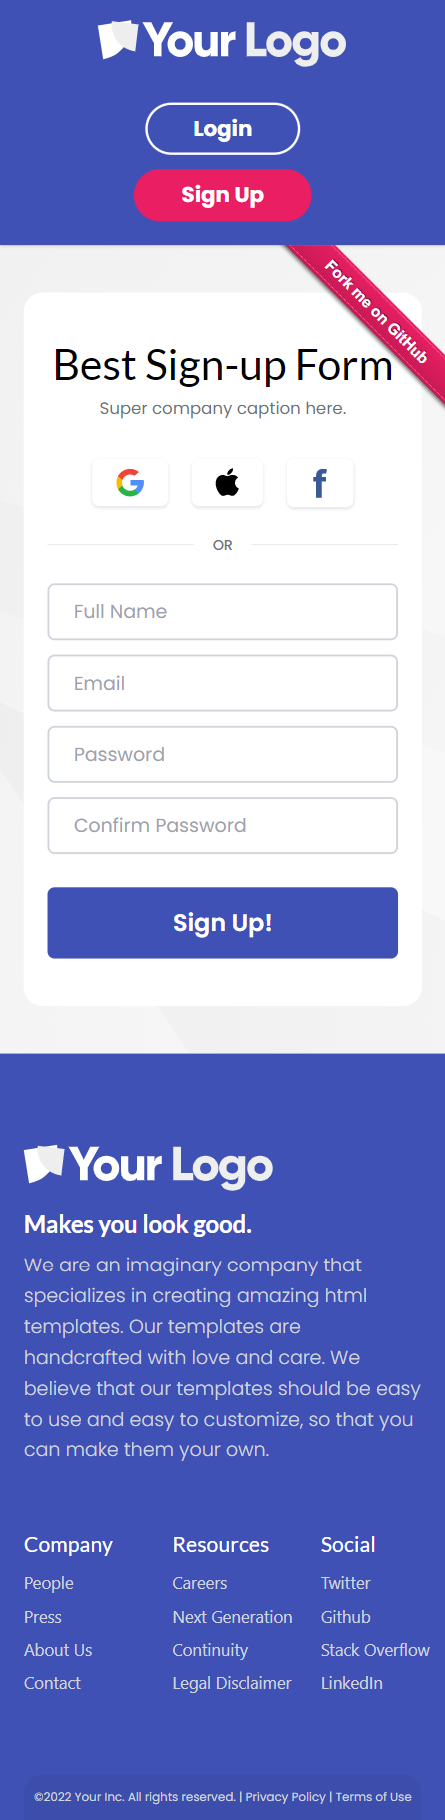 Your Logo
Login
Sign Up
Fork me on GitHub
Best Sign-up Form
Super company caption here.
OR
Full Name
Email
Password
Confirm Password
Sign Up!
Your Logo
Makes you look good.
We are an imaginary company that
specializes in creating amazing html
templates. Our templates are
handcrafted with love and care. We
believe that our templates should be easy
to use and easy to customize, so that you
can make them your own.
Company Resources Social
People Careers Twitter
Press Next Generation Github
About Us Continuity Stack Overflow
Contact Legal Disclaimer LinkedIn
©2022 Your Inc. All rights reserved. | Privacy Policy | Terms of Use